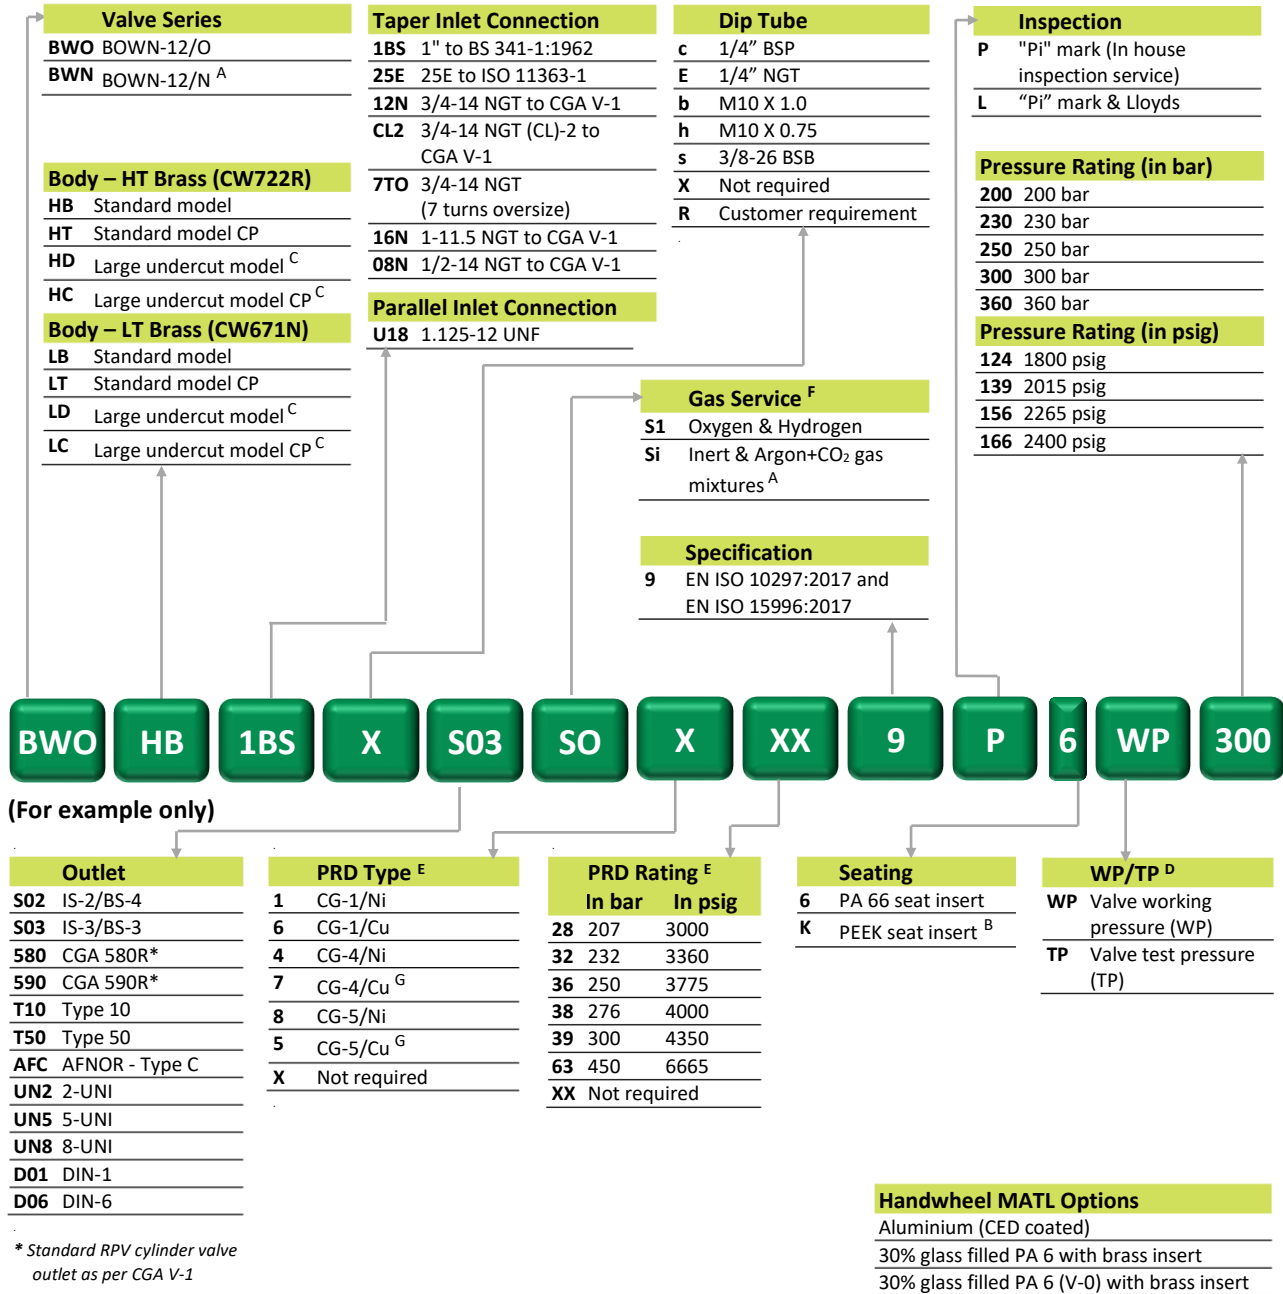 Valve Series
BWO BOWN-12/O
BWN BOWN-12/N A
Body – HT Brass (CW722R)
HB Standard model
HT Standard model CP
HD Large undercut model C
HC Large undercut model CP C
Body – LT Brass (CW671N)
LB Standard model
LT Standard model CP
LD Large undercut model C
LC Large undercut model CP C
Taper Inlet Connection
1BS 1" to BS 341-1:1962
25E 25E to ISO 11363-1
12N 3/4-14 NGT to CGA V-1
CL2 3/4-14 NGT (CL)-2 to
CGA V-1
7TO 3/4-14 NGT
(7 turns oversize)
16N 1-11.5 NGT to CGA V-1
08N 1/2-14 NGT to CGA V-1
Parallel Inlet Connection
U18 1.125-12 UNF
Dip Tube
c 1/4” BSP
E 1/4” NGT
b M10 X 1.0
h M10 X 0.75
s 3/8-26 BSB
X Not required
R Customer requirement
Gas Service F
S1 Oxygen & Hydrogen
Si Inert & Argon+CO₂ gas
mixtures A
Specification
9 EN ISO 10297:2017 and
EN ISO 15996:2017
Inspection
P "Pi" mark (In house
inspection service)
L “Pi” mark & Lloyds
Pressure Rating (in bar)
200 200 bar
230 230 bar
250 250 bar
300 300 bar
360 360 bar
Pressure Rating (in psig)
124 1800 psig
139 2015 psig
156 2265 psig
166 2400 psig
BWO HB 1BS X S03 SO X XX 9 P 6 WP 300
(For example only)
Outlet
S02 IS-2/BS-4
S03 IS-3/BS-3
580 CGA 580R*
590 CGA 590R*
T10 Type 10
T50 Type 50
AFC AFNOR - Type C
UN2 2-UNI
UN5 5-UNI
UN8 8-UNI
D01 DIN-1
D06 DIN-6
* Standard RPV cylinder valve
outlet as per CGA V-1
PRD Type E
1 CG-1/Ni
6 CG-1/Cu
4 CG-4/Ni
7 CG-4/Cu G
8 CG-5/Ni
5 CG-5/Cu G
X Not required
PRD Rating E
In bar In psig
28 207 3000
32 232 3360
36 250 3775
38 276 4000
39 300 4350
63 450 6665
XX Not required
Seating
6 PA 66 seat insert
K PEEK seat insert B
WP/TP D
WP Valve working
pressure (WP)
TP Valve test pressure
(TP)
Handwheel MATL Options
Aluminium (CED coated)
30% glass filled PA 6 with brass insert
30% glass filled PA 6 (V-0) with brass insert